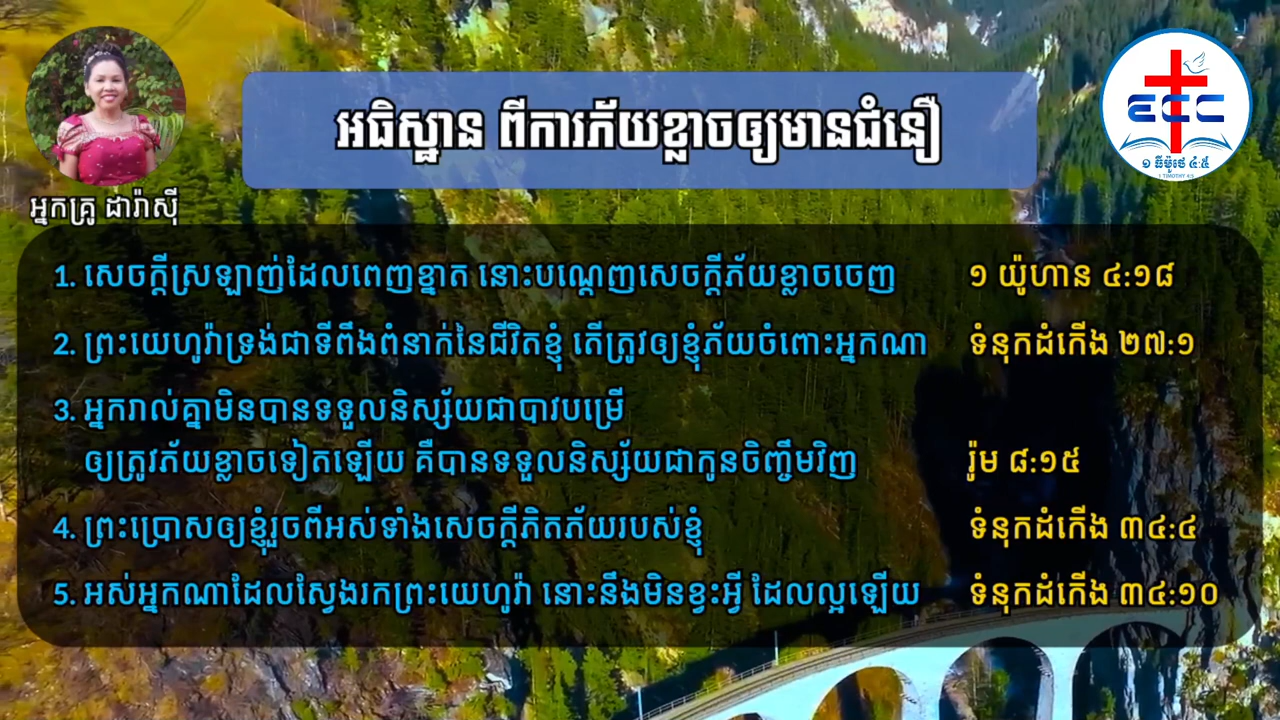 អធិស្ឋាន ពីការភ័យខ្លាចឲ្យមានជំនឿ
ECC
១ ធីម៉ូថេ ៤:៥
1 TIMOTHY 4:5
អ្នកគ្រូ ដារ៉ាស៊ី
1. សេចក្ដីស្រឡាញ់ដែលពេញខ្នាត នោះបណ្ដេញសេចក្ដីភ័យខ្លាចចេញ ១ យ៉ូហាន ៤:១៨
2. ព្រះយេហូវ៉ាទ្រង់ជាទីពឹងពំនាក់នៃជីវិតខ្ញុំ តើត្រូវឲ្យខ្ញុំភ័យចំពោះអ្នកណា ទំនុកដំកើង ២៧:១
3. អ្នករាល់គ្នាមិនបានទទួលនិស្ស័យជាបាវបម្រើ
ឲ្យត្រូវភ័យខ្លាចទៀតឡើយ គឺបានទទួលនិស្ស័យជាកូនចិញ្ចឹមវិញ រ៉ូម ៨:១៥
4. ព្រះប្រោសឲ្យខ្ញុំរួចពីអស់ទាំងសេចក្ដីភិតភ័យរបស់ខ្ញុំ ទំនុកដំកើង ៣៤:៤
5. អស់អ្នកណាដែលស្វែងរកព្រះយេហូវ៉ា នោះនឹងមិនខ្វះអ្វី ដែលល្អឡើយ ទំនុកដំកើង ៣៤:១០